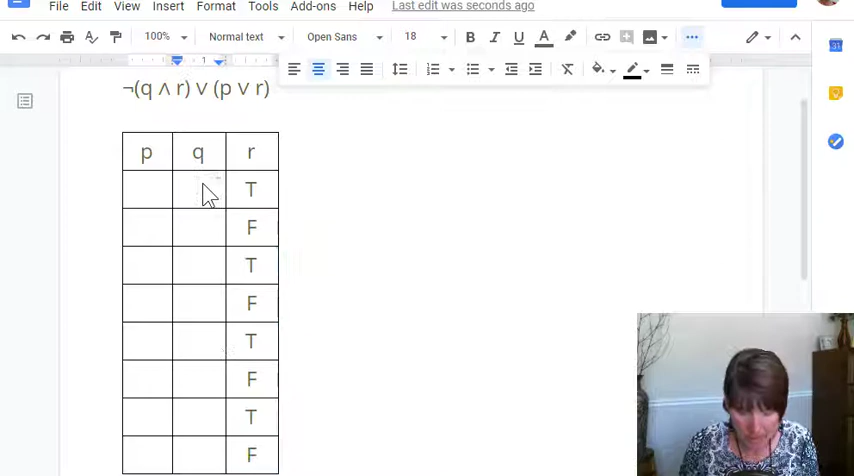 File Edit View Insert Format Tools Add-ons Help Last edit was seconds ago
100% Normal text Open Sans 18 B I U A
¬(q ∧ r) ∨ (p ∨ r)
p q r
T
F
T
F
T
F
T
F
31